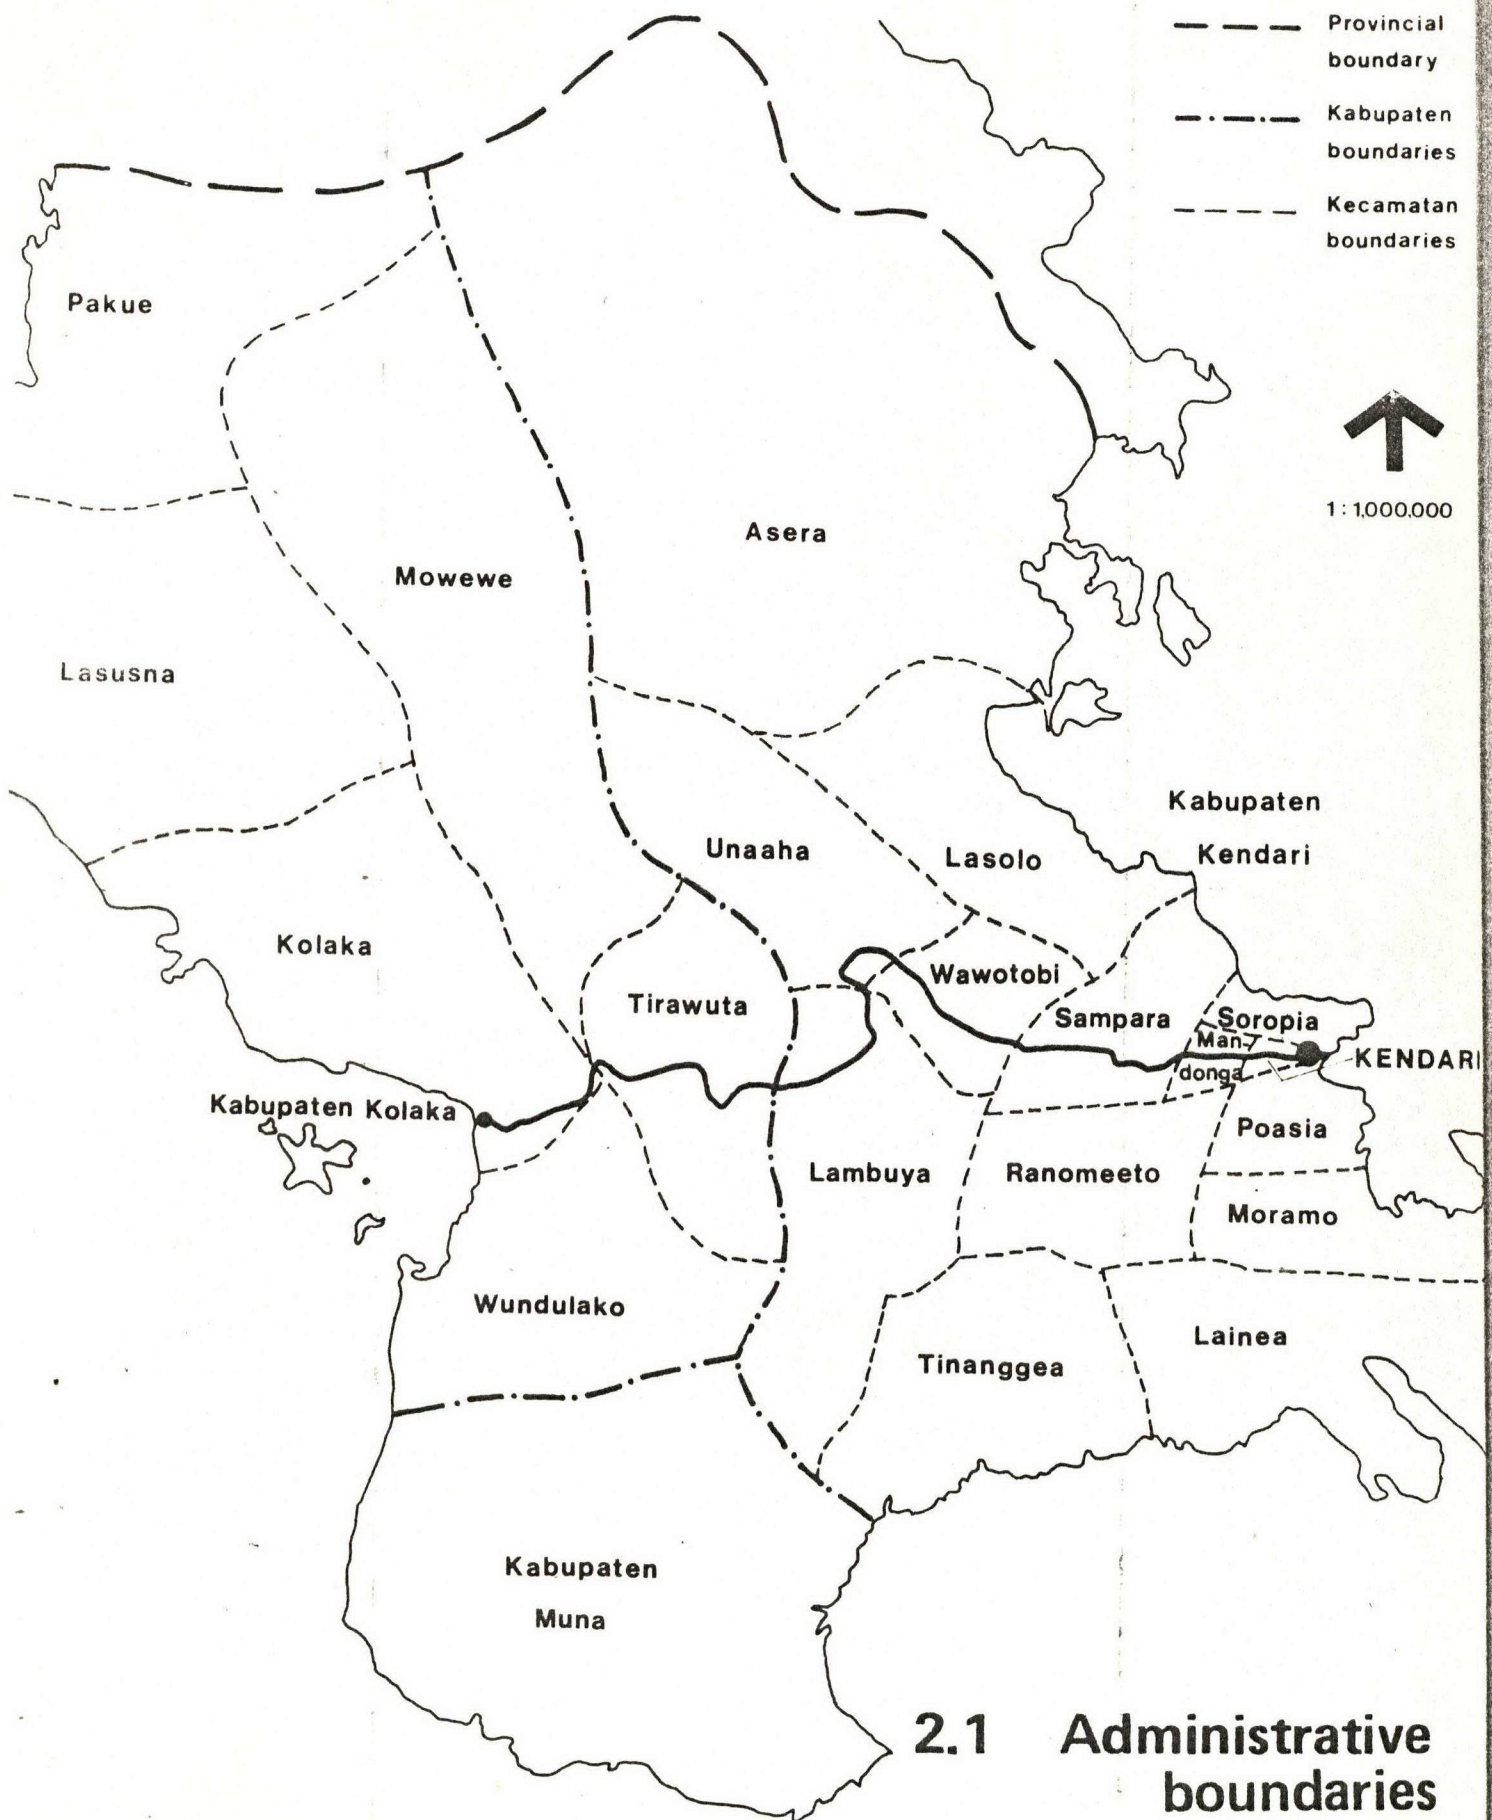 Provincial
boundary
Kabupaten
boundaries
Kecamatan
boundaries
Pakue
1:1,000.000
Asera
Mowewe
Lasusna
Kabupaten
Kendari
Unaaha
Lasolo
Kolaka
Wawotobi
Tirawuta
Sampara
Soropia
Man-
donga
KENDARI
Kabupaten Kolaka
Poasia
Lambuya
Ranomeeto
Moramo
Wundulako
Lainea
Tinanggea
Kabupaten
Muna
2.1 Administrative
boundaries